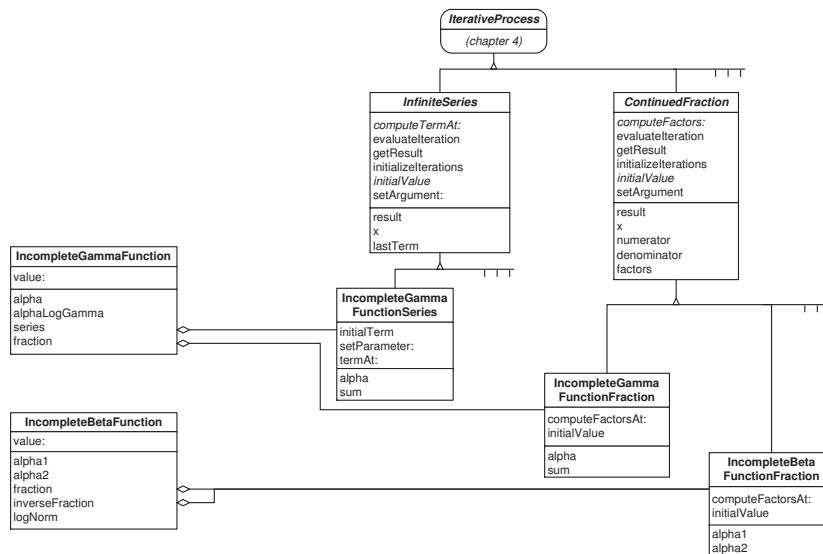 IterativeProcess
(chapter 4)
InfiniteSeries
computeTermAt:
evaluateIteration
getResult
initializeIterations
initialValue
setArgument:
result
x
lastTerm
ContinuedFraction
computeFactors:
evaluateIteration
getResult
initializeIterations
initialValue
setArgument
result
x
numerator
denominator
factors
IncompleteGammaFunction
value:
alpha
alphaLogGamma
series
fraction
IncompleteGamma
FunctionSeries
initialTerm
setParameter:
termAt:
alpha
sum
IncompleteGamma
FunctionFraction
computeFactorsAt:
initialValue
alpha
sum
IncompleteBetaFunction
value:
alpha1
alpha2
fraction
inverseFraction
logNorm
IncompleteBeta
FunctionFraction
computeFactorsAt:
initialValue
alpha1
alpha2